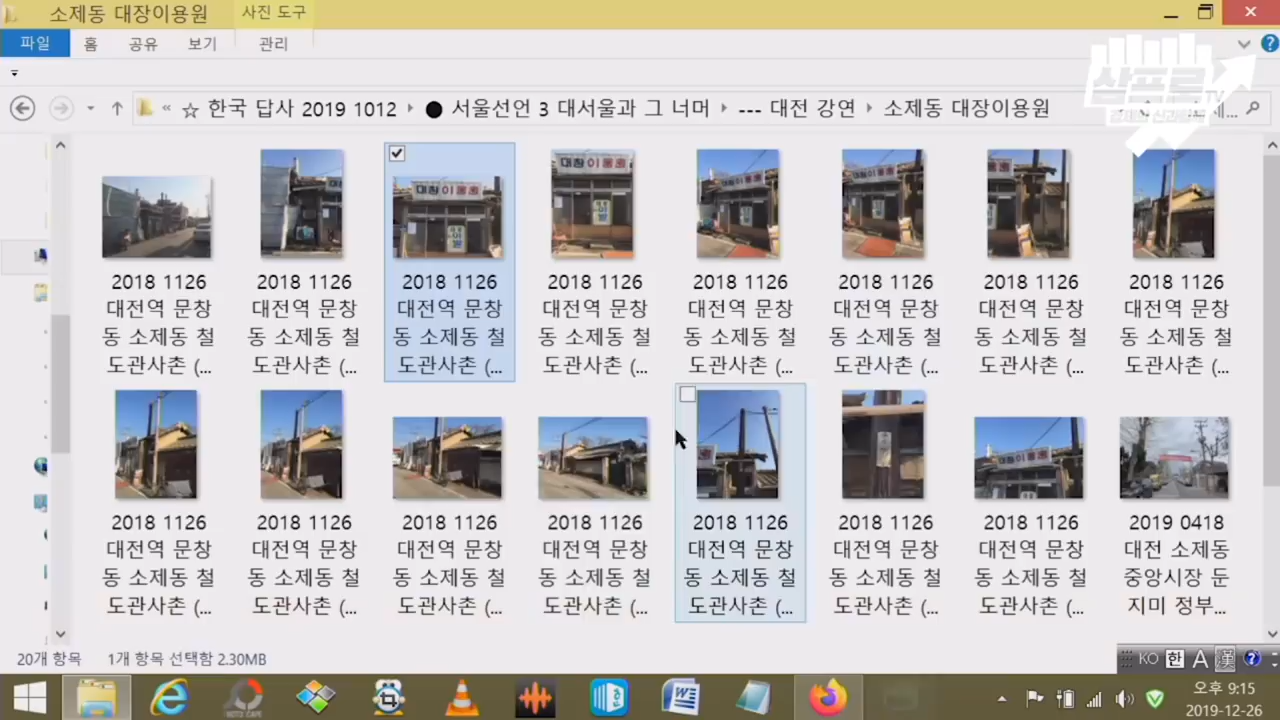 소제동 대장이용원
사진 도구
파일 홈 공유 보기 관리
삼프로TV
« ☆ 한국 답사 2019 1012 › ● 서울선언 3 대서울과 그 너머 › --- 대전 강연 › 소제동 대장이용원
대창이용원
2018 1126
대전역 문창
동 소제동 철
도관사촌 (...
2018 1126
대전역 문창
동 소제동 철
도관사촌 (...
2018 1126
대전역 문창
동 소제동 철
도관사촌 (...
2018 1126
대전역 문창
동 소제동 철
도관사촌 (...
2018 1126
대전역 문창
동 소제동 철
도관사촌 (...
2018 1126
대전역 문창
동 소제동 철
도관사촌 (...
2018 1126
대전역 문창
동 소제동 철
도관사촌 (...
2018 1126
대전역 문창
동 소제동 철
도관사촌 (...
2018 1126
대전역 문창
동 소제동 철
도관사촌 (...
2018 1126
대전역 문창
동 소제동 철
도관사촌 (...
2018 1126
대전역 문창
동 소제동 철
도관사촌 (...
2018 1126
대전역 문창
동 소제동 철
도관사촌 (...
2018 1126
대전역 문창
동 소제동 철
도관사촌 (...
2018 1126
대전역 문창
동 소제동 철
도관사촌 (...
2018 1126
대전역 문창
동 소제동 철
도관사촌 (...
2019 0418
대전 소제동
중앙시장 둔
지미 정부...
20개 항목 1개 항목 선택함 2.30MB
KO 한 A 漢
오후 9:15
2019-12-26